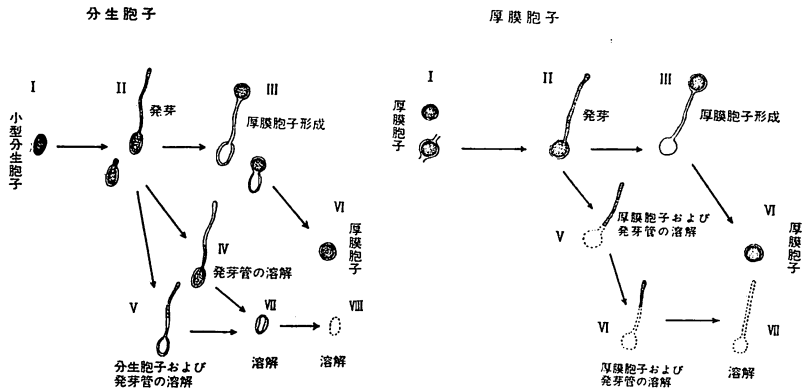 分生胞子
I
小型分生胞子
II
発芽
III
厚膜胞子形成
IV
発芽管の溶解
V
分生胞子および
発芽管の溶解
VI
厚膜胞子
VII
溶解
VIII
溶解
厚膜胞子
I
厚膜胞子
II
発芽
III
厚膜胞子形成
V
厚膜胞子および
発芽管の溶解
VI
厚膜胞子
VI
厚膜胞子および
発芽管の溶解
VII
溶解